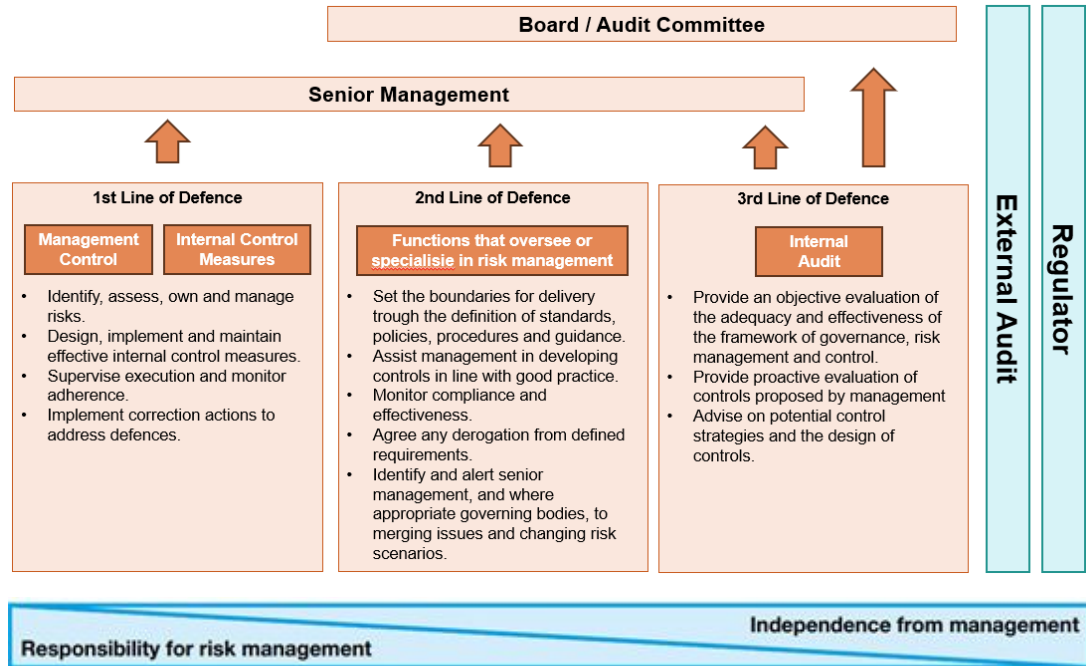 Board / Audit Committee
Senior Management
1st Line of Defence
Management
Control
Internal Control
Measures
• Identify, assess, own and manage
risks.
• Design, implement and maintain
effective internal control measures.
• Supervise execution and monitor
adherence.
• Implement correction actions to
address defences.
2nd Line of Defence
Functions that oversee or
specialisie in risk management
• Set the boundaries for delivery
trough the definition of standards,
policies, procedures and guidance.
• Assist management in developing
controls in line with good practice.
• Monitor compliance and
effectiveness.
• Agree any derogation from defined
requirements.
• Identify and alert senior
management, and where
appropriate governing bodies, to
merging issues and changing risk
scenarios.
3rd Line of Defence
Internal
Audit
• Provide an objective evaluation of
the adequacy and effectiveness of
the framework of governance, risk
management and control.
• Provide proactive evaluation of
controls proposed by management
• Advise on potential control
strategies and the design of
controls.
External Audit
Regulator
Responsibility for risk management
Independence from management